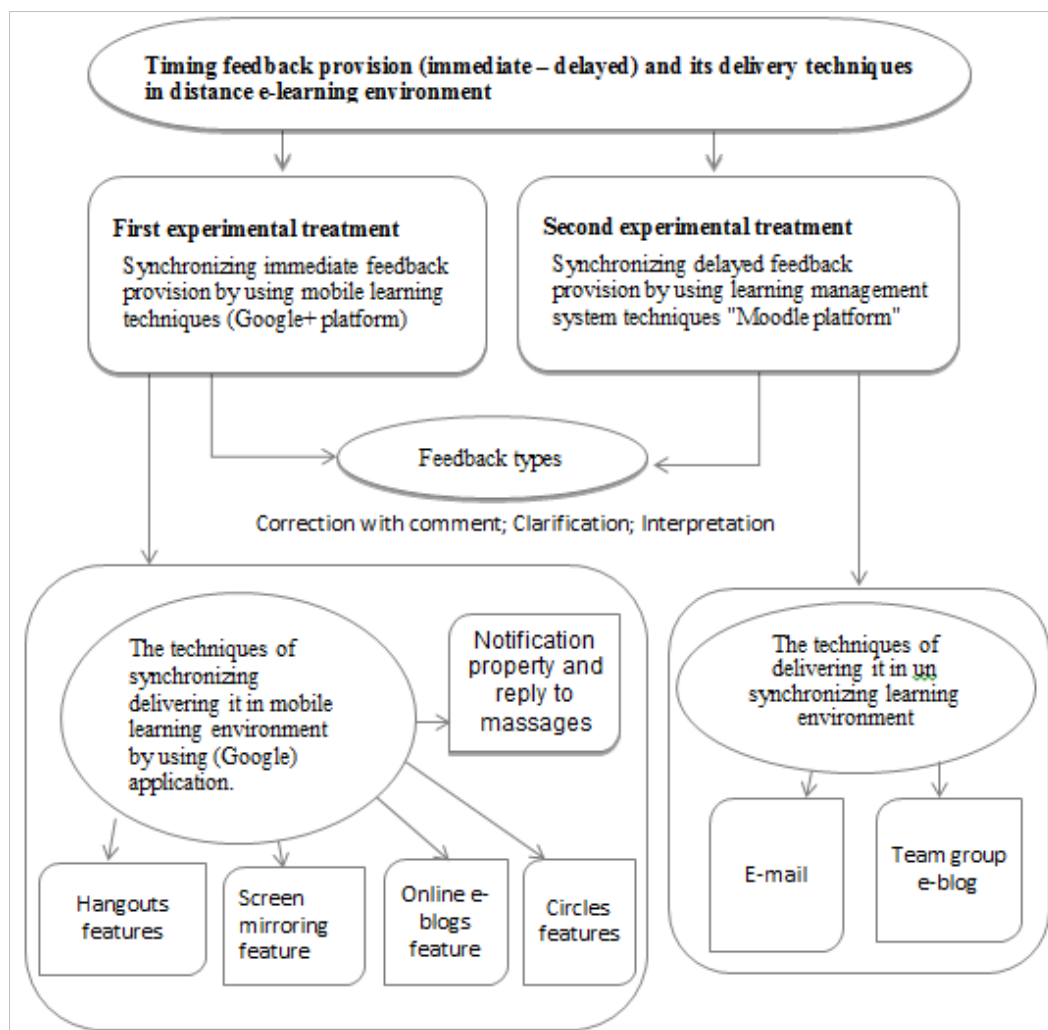 Timing feedback provision (immediate – delayed) and its delivery techniques
in distance e-learning environment
First experimental treatment
Synchronizing immediate feedback
provision by using mobile learning
techniques (Google+ platform)
Second experimental treatment
Synchronizing delayed feedback
provision by using learning management
system techniques "Moodle platform"
Feedback types
Correction with comment; Clarification; Interpretation
The techniques of
synchronizing
delivering it in mobile
learning environment
by using (Google)
application.
Notification
property and
reply to
massages
Hangouts
features
Screen
mirroring
feature
Online e-
blogs
feature
Circles
features
The techniques of
delivering it in un
synchronizing learning
environment
E-mail
Team group
e-blog